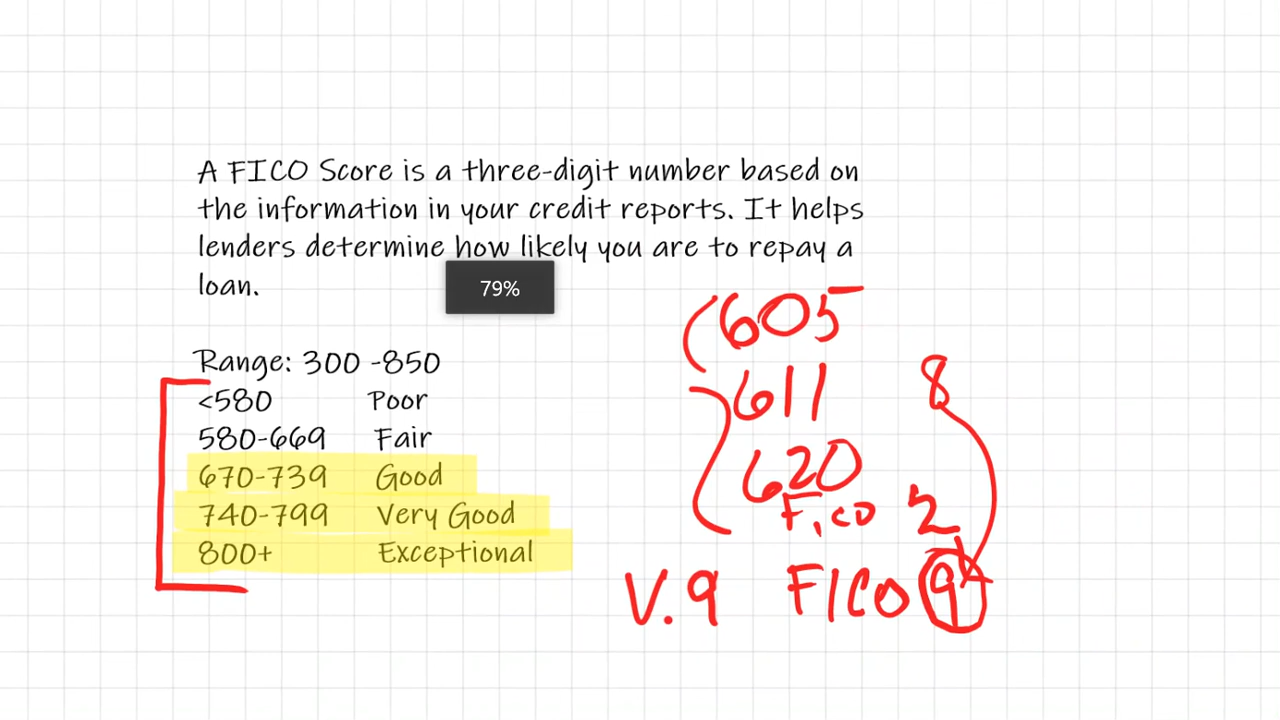 A FICO Score is a three-digit number based on
the information in your credit reports. It helps
lenders determine how likely you are to repay a
loan.
79%
Range: 300 -850
<580 Poor
580-669 Fair
670-739 Good
740-799 Very Good
800+ Exceptional
605
611
8
620
Fico 2
V.9 FICO 9